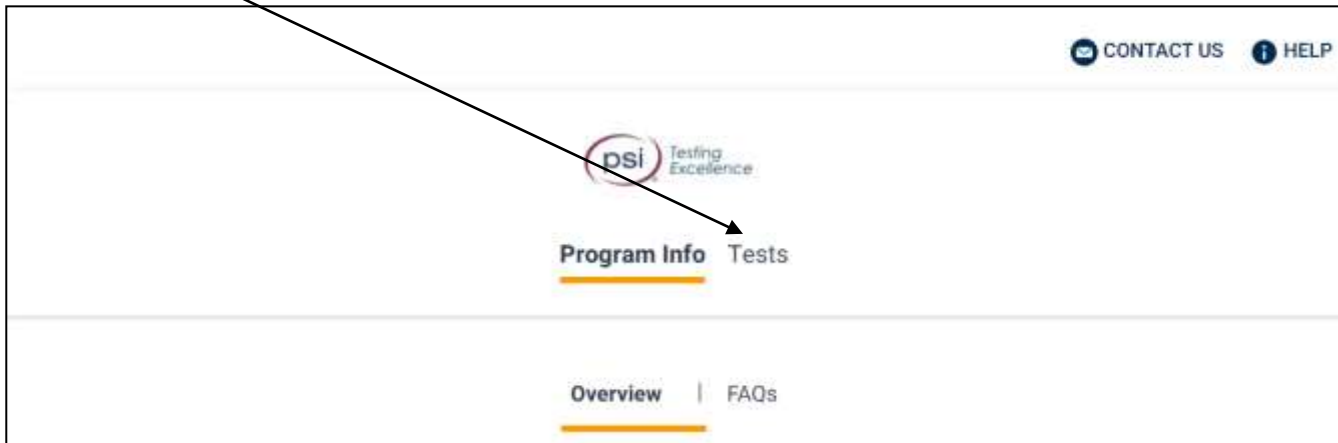 CONTACT US HELP
psi Testing
Excellence
Program Info Tests
Overview | FAQs